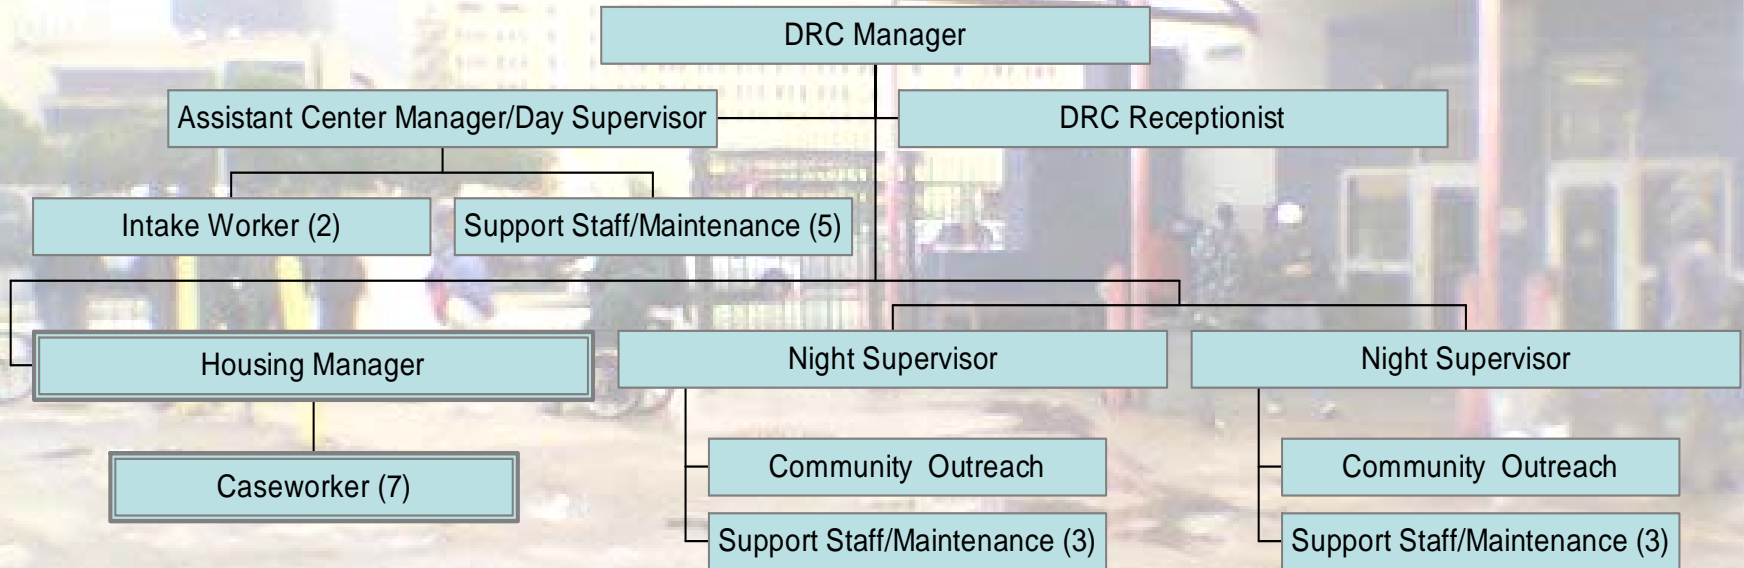 DRC Manager
Assistant Center Manager/Day Supervisor
DRC Receptionist
Intake Worker (2)
Support Staff/Maintenance (5)
Housing Manager
Night Supervisor
Night Supervisor
Caseworker (7)
Community  Outreach
Community  Outreach
Support Staff/Maintenance (3)
Support Staff/Maintenance (3)